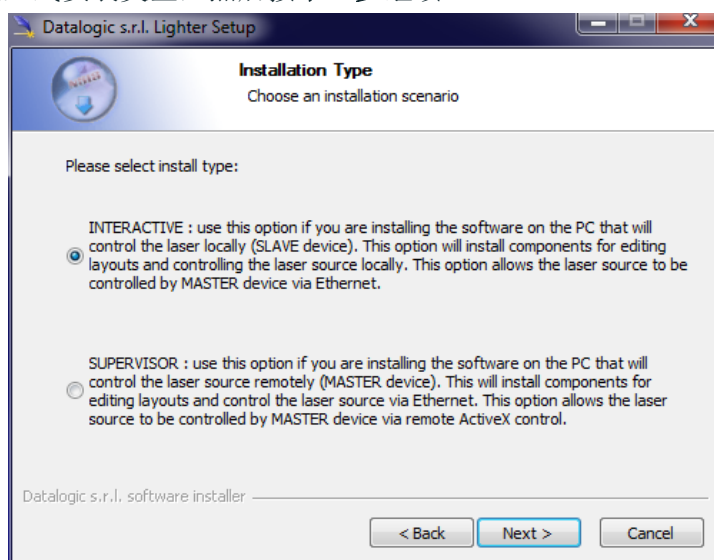 Datalogic s.r.l. Lighter Setup
Installation Type
Choose an installation scenario
Please select install type:
INTERACTIVE : use this option if you are installing the software on the PC that will
control the laser locally (SLAVE device). This option will install components for editing
layouts and controlling the laser source locally. This option allows the laser source to be
controlled by MASTER device via Ethernet.
SUPERVISOR : use this option if you are installing the software on the PC that will
control the laser source remotely (MASTER device). This will install components for
editing layouts and control the laser source via Ethernet. This option allows the laser
source to be controlled by MASTER device via remote ActiveX control.
Datalogic s.r.l. software installer
< Back Next > Cancel